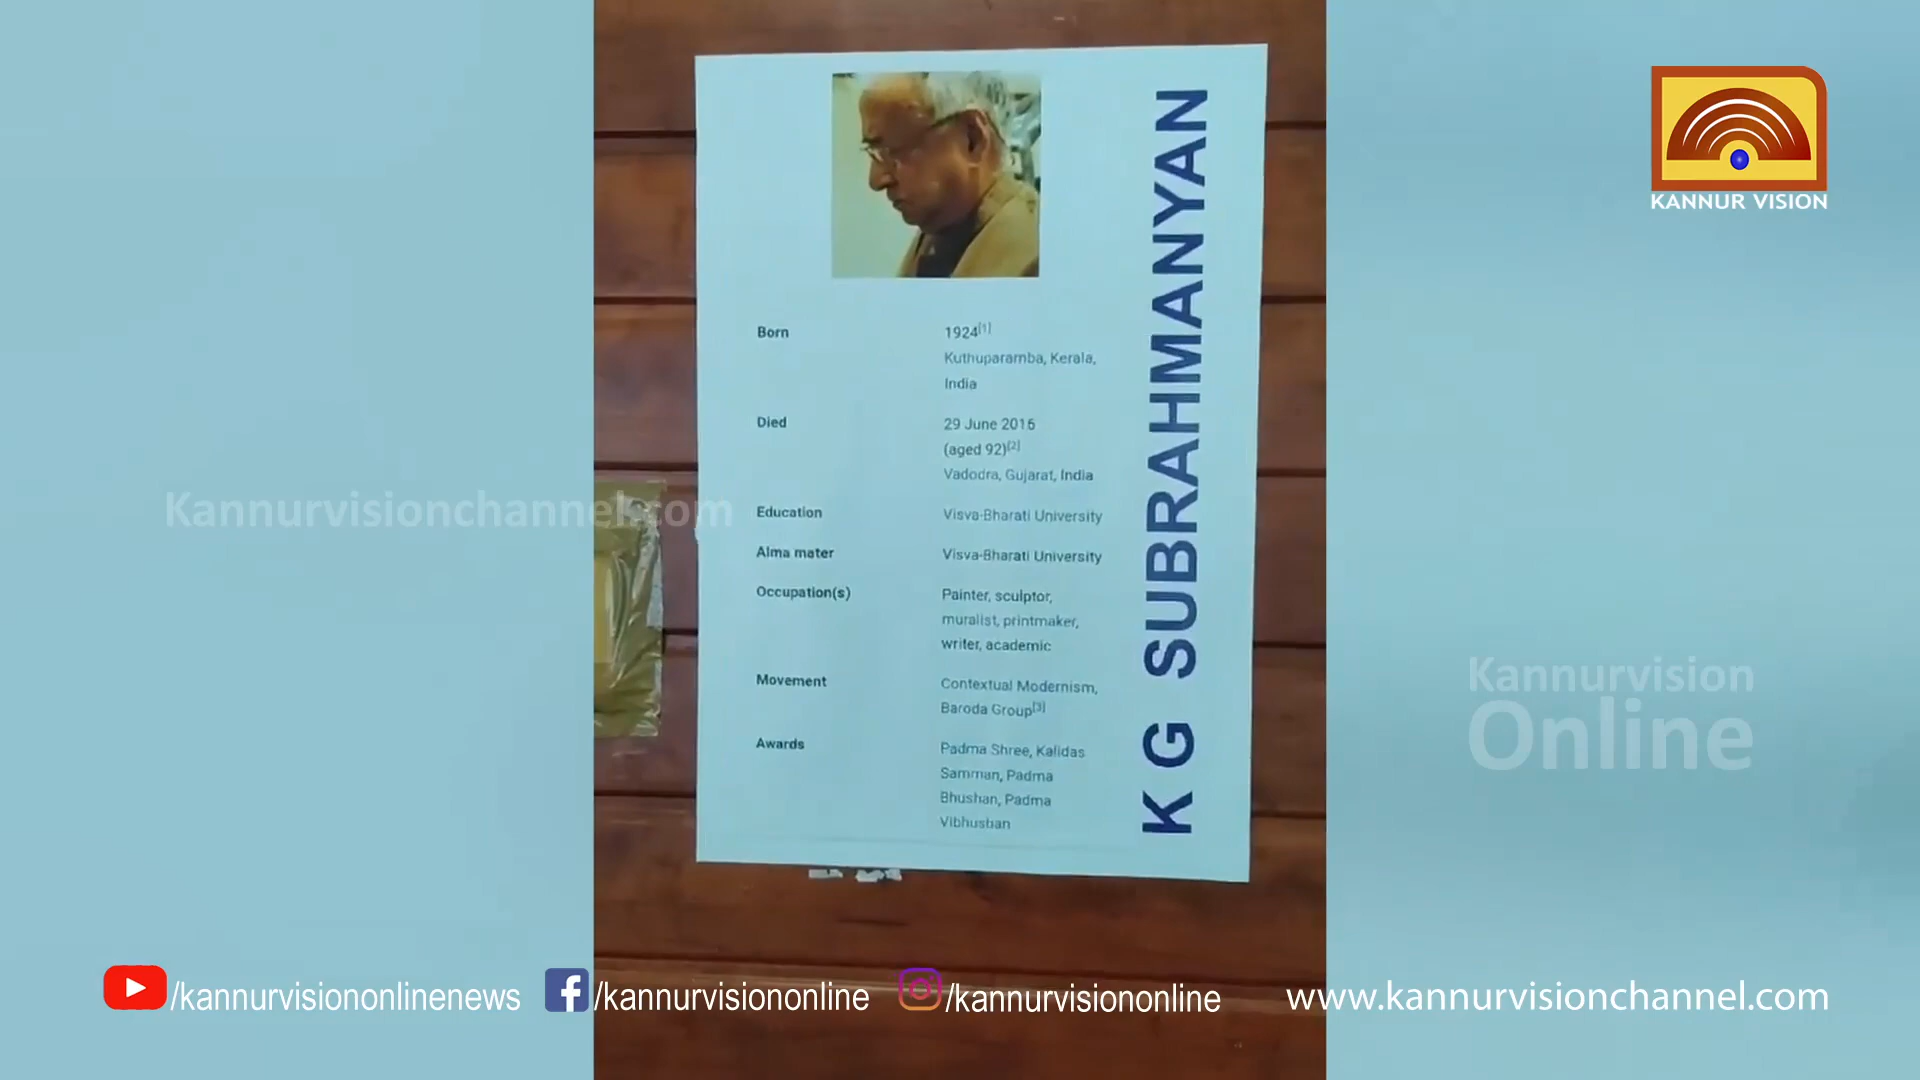 KANNUR VISION
K G SUBRAHMANYAN
Born
1924[1]
Kuthuparamba, Kerala,
India
Died
29 June 2016
(aged 92)[2]
Vadodra, Gujarat, India
Education
Visva-Bharati University
Alma mater
Visva-Bharati University
Occupation(s)
Painter, sculptor,
muralist, printmaker,
writer, academic
Movement
Contextual Modernism,
Baroda Group[3]
Awards
Padma Shree, Kalidas
Samman, Padma
Bhushan, Padma
Vibhushan
Kannurvisionchannel.com
Kannurvision
Online
/kannurvisiononlinenews
/kannurvisiononline
/kannurvisiononline
www.kannurvisionchannel.com